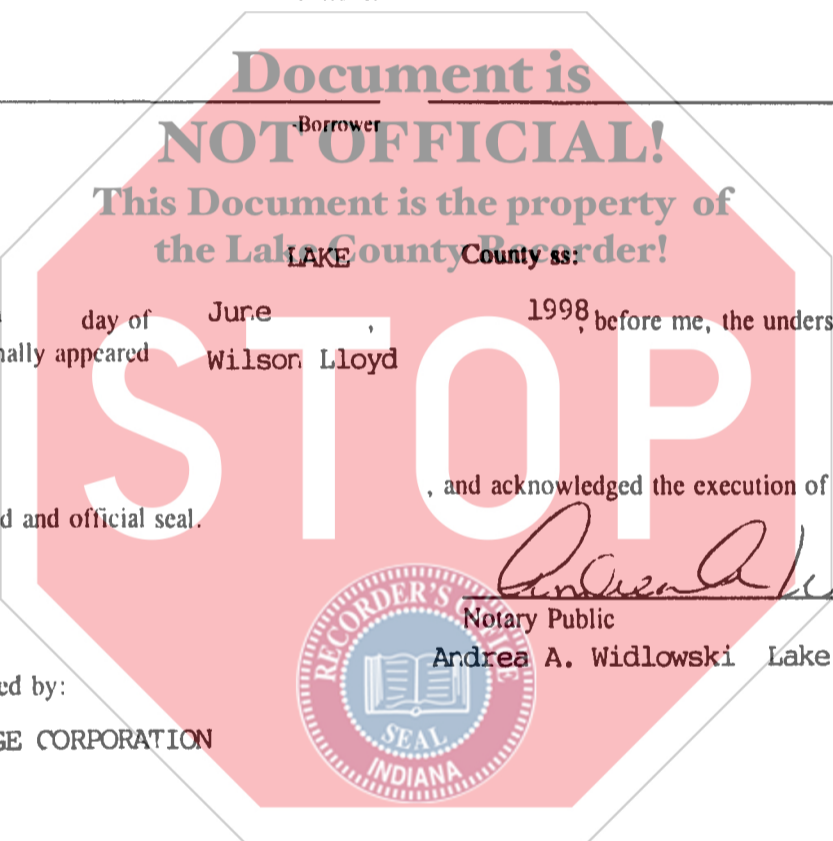 Document is
-Borrower
NOT OFFICIAL!
This Document is the property of
the Lake County Recorder!
LAKE County ss:
day of June , 1998, before me, the unders
nally appeared Wilson Lloyd
STOP
, and acknowledged the execution of
d and official seal.
Andrea A
RECORDER'S OFFICE
Notary Public
Andrea A. Widlowski Lake
ed by:
GE CORPORATION
SEAL
INDIANA